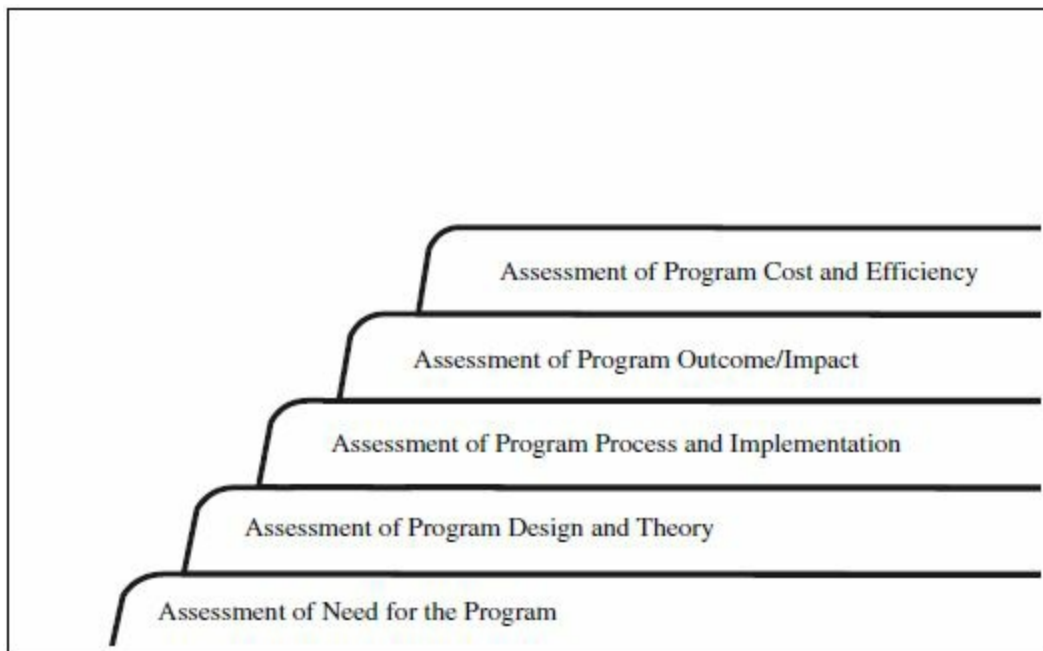 Assessment of Program Cost and Efficiency
Assessment of Program Outcome/Impact
Assessment of Program Process and Implementation
Assessment of Program Design and Theory
Assessment of Need for the Program